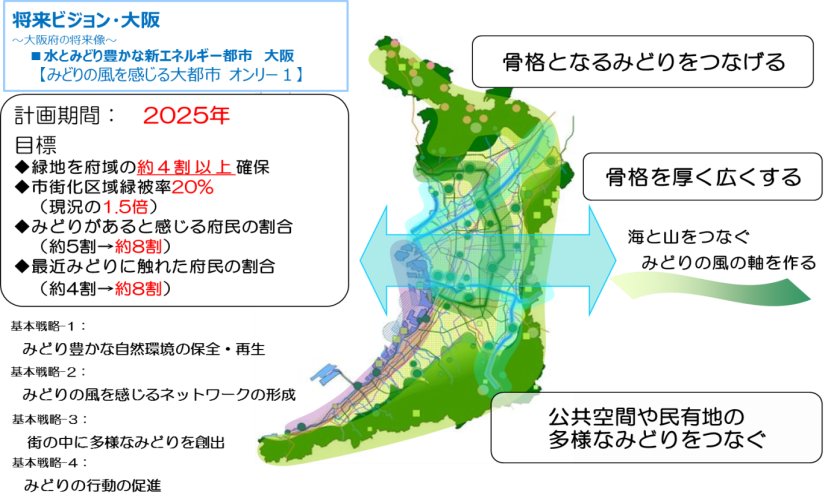 将来ビジョン・大阪
～大阪府の将来像～
■水とみどり豊かな新エネルギー都市　大阪
【みどりの風を感じる大都市 オンリー１】
計画期間：　2025年
目標
◆緑地を府域の約４割以上確保
◆市街化区域緑被率20%
（現況の1.5倍）
◆みどりがあると感じる府民の割合
（約5割→約8割）
◆最近みどりに触れた府民の割合
（約4割→約8割）
基本戦略-1：
みどり豊かな自然環境の保全・再生
基本戦略-2：
みどりの風を感じるネットワークの形成
基本戦略-3：
街の中に多様なみどりを創出
基本戦略-4：
みどりの行動の促進
骨格となるみどりをつなげる
骨格を厚く広くする
海と山をつなぐ
みどりの風の軸を作る
公共空間や民有地の
多様なみどりをつなぐ